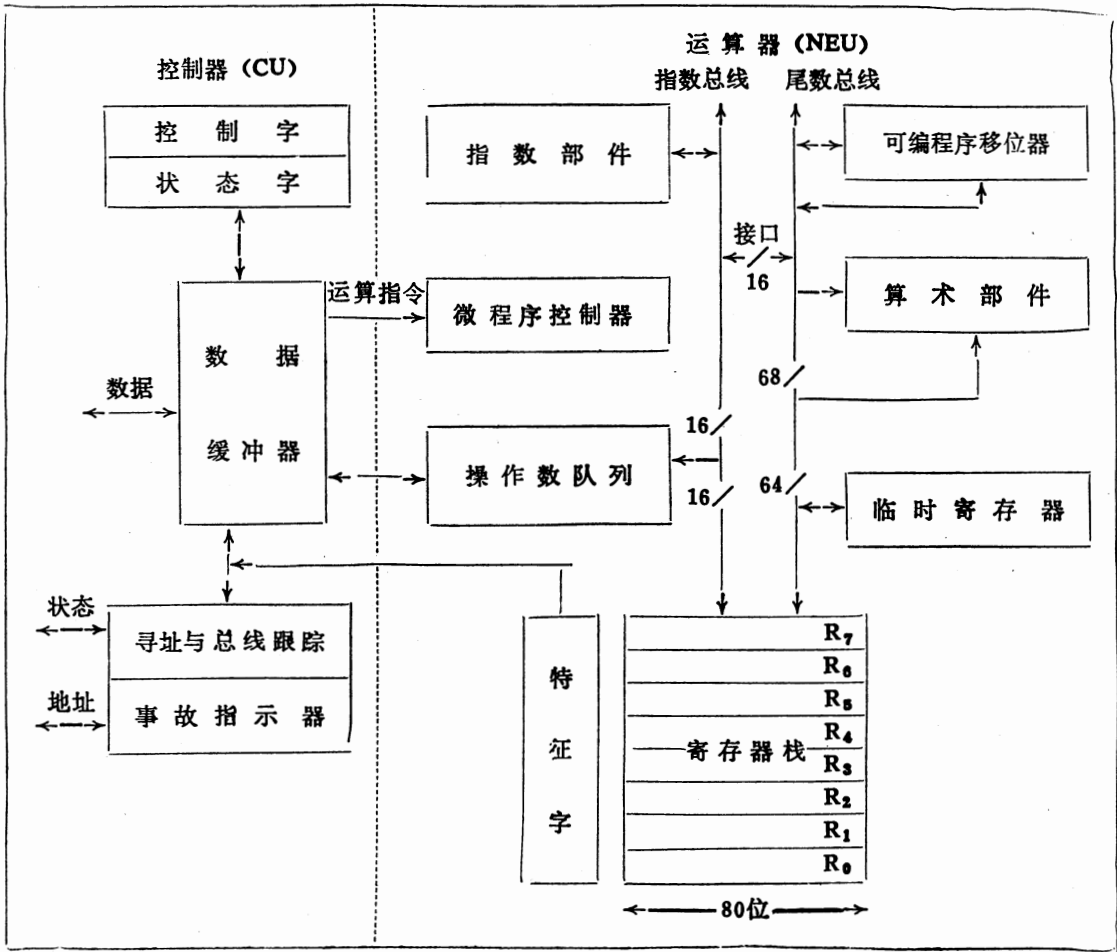 控制器（CU）
控制字
状态字
数据
缓冲器
数据
运算指令
状态
寻址与总线跟踪
地址
事故指示器
运算器（NEU）
指数总线
尾数总线
指数部件
可编程序移位器
接口
16
微程序控制器
算术部件
68
16
操作数队列
16
64
临时寄存器
特征字
R₇
R₆
R₅
R₄
寄存器栈
R₃
R₂
R₁
R₀
80位